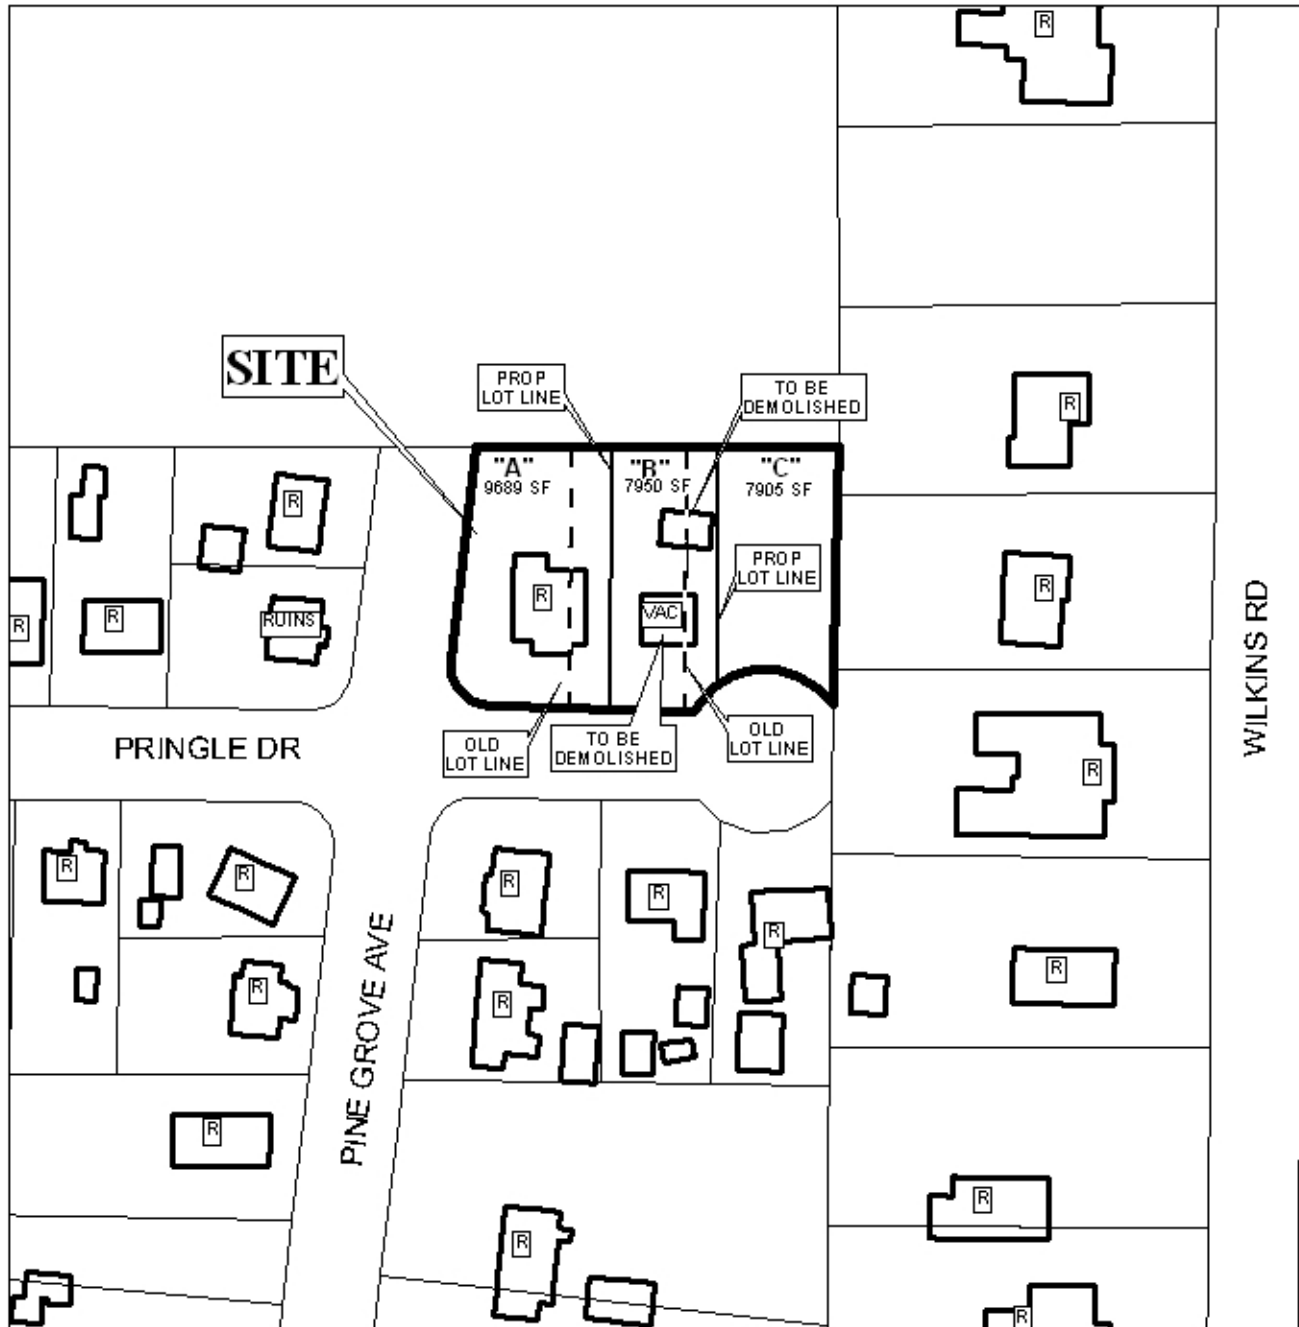 R
SITE
PROP
LOT LINE
TO BE
DEMOLISHED
R
"A"
9689 SF
"B"
7950 SF
"C"
7905 SF
R
PROP
LOT LINE
R
R
VAC
R
R
RUINS
WILKINS RD
PRINGLE DR
OLD
LOT LINE
TO BE
DEMOLISHED
OLD
LOT LINE
R
R
R
R
R
R
R
R
R
PINE GROVE AVE
R
R
R
R